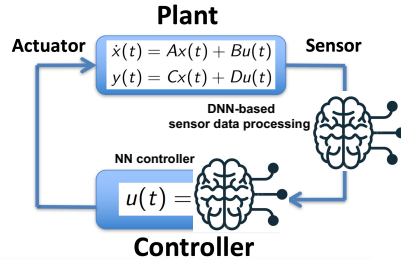 Plant
Actuator
Sensor
ẋ(t) = Ax(t) + Bu(t)
y(t) = Cx(t) + Du(t)
DNN-based
sensor data processing
NN controller
u(t) =
Controller